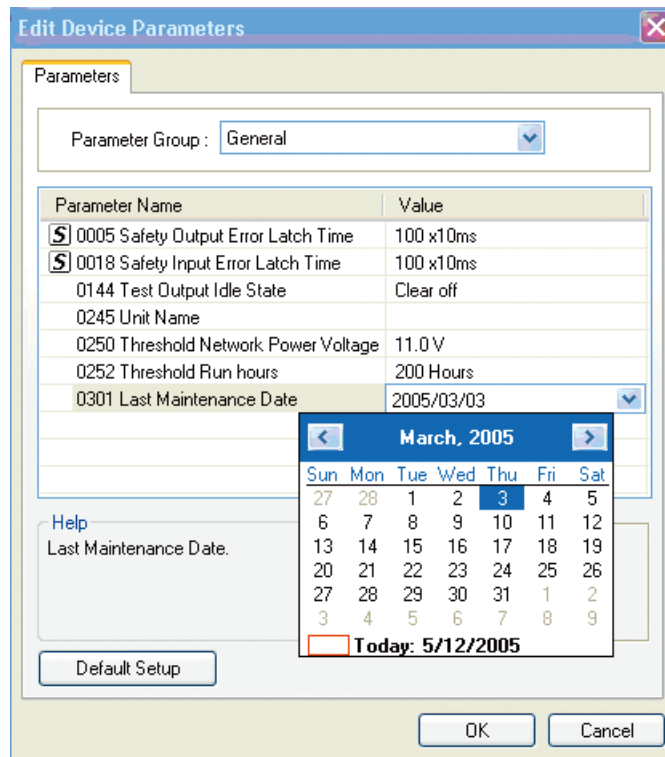 Edit Device Parameters
Parameters
Parameter Group : General
Parameter Name Value
S 0005 Safety Output Error Latch Time 100 x10ms
S 0018 Safety Input Error Latch Time 100 x10ms
0144 Test Output Idle State Clear off
0245 Unit Name
0250 Threshold Network Power Voltage 11.0 V
0252 Threshold Run hours 200 Hours
0301 Last Maintenance Date 2005/03/03
March, 2005
Sun Mon Tue Wed Thu Fri Sat
27 28 1 2 3 4 5
6 7 8 9 10 11 12
13 14 15 16 17 18 19
20 21 22 23 24 25 26
27 28 29 30 31 1 2
3 4 5 6 7 8 9
Today: 5/12/2005
Help
Last Maintenance Date.
Default Setup
OK Cancel